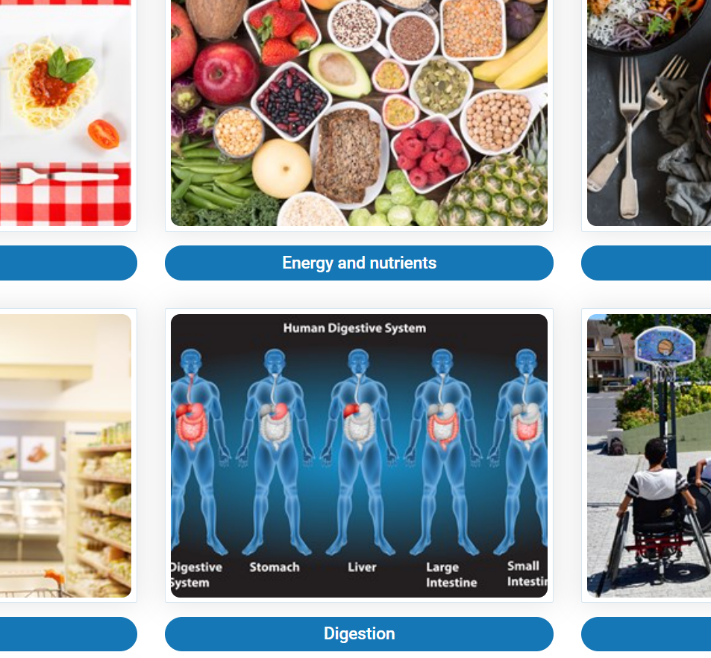 Energy and nutrients
Human Digestive System
Digestive
System
Stomach
Liver
Large
Intestine
Small
Digestion